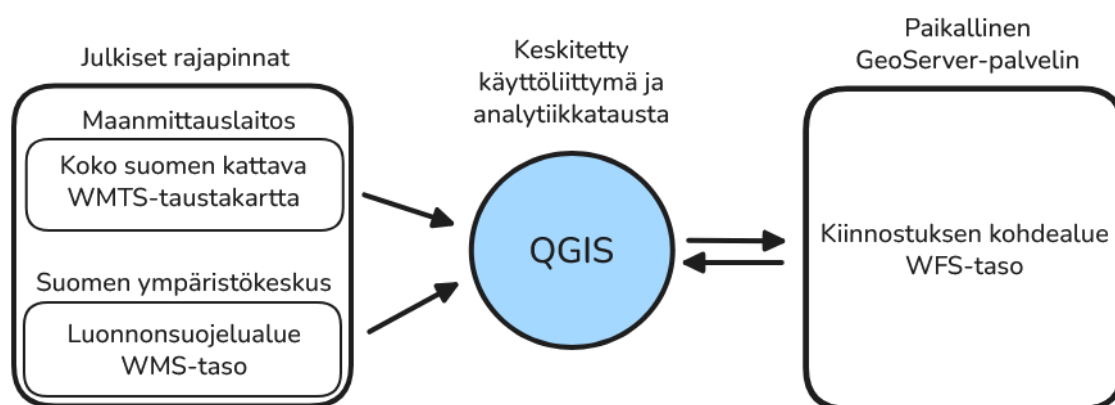 Julkiset rajapinnat
Maanmittauslaitos
Koko suomen kattava
WMTS-taustakartta
Suomen ympäristökeskus
Luonnonsuojelualue
WMS-taso
Keskitetty
käyttöliittymä ja
analytiikkatausta
QGIS
Paikallinen
GeoServer-palvelin
Kiinnostuksen kohdealue
WFS-taso